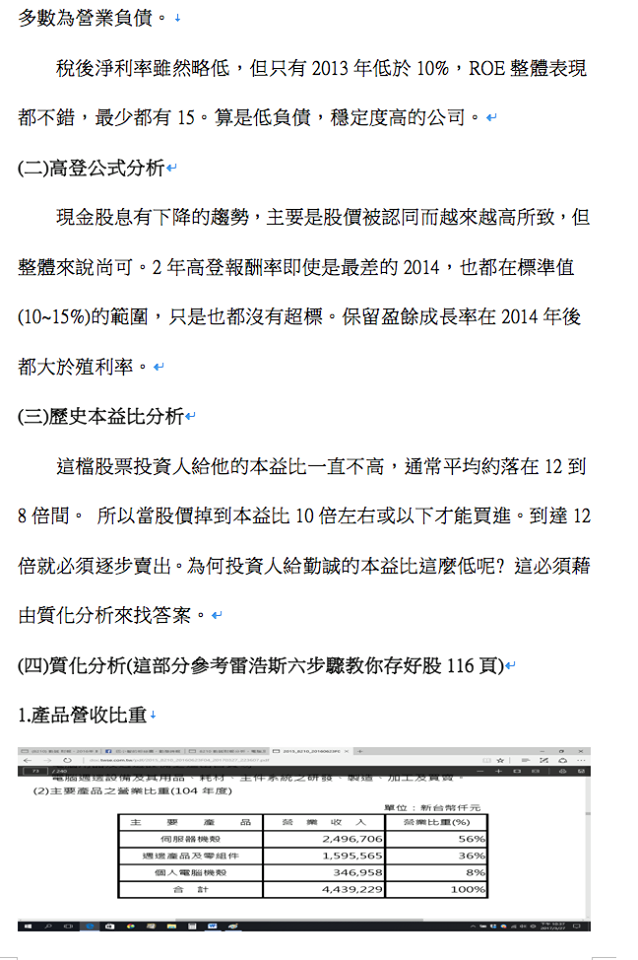 多數為營業負債。
稅後淨利率雖然略低，但只有 2013 年低於 10%，ROE 整體表現
都不錯，最少都有 15。算是低負債，穩定度高的公司。
(二)高登公式分析
現金股息有下降的趨勢，主要是股價被認同而越來越高所致，但
整體來說尚可。2 年高登報酬率即使是最差的 2014，也都在標準值
(10~15%)的範圍，只是也都沒有超標。保留盈餘成長率在 2014 年後
都大於殖利率。
(三)歷史本益比分析
這檔股票投資人給他的本益比一直不高，通常平均約落在 12 到
8 倍間。 所以當股價掉到本益比 10 倍左右或以下才能買進。到達 12
倍就必須逐步賣出。為何投資人給勤誠的本益比這麼低呢? 這必須藉
由質化分析來找答案。
(四)質化分析(這部分參考雷浩斯六步驟教你存好股 116 頁)
1.產品營收比重
電腦週邊設備及其用品、耗材、主件系統之研發、製造、加工及買賣。
(2)主要產品之營業比重(104 年度)
單位：新台幣仟元
主要產品 營業收入 營業比重(%)
伺服器機殼 2,496,706 56%
週邊產品及零組件 1,595,565 36%
個人電腦機殼 346,958 8%
合計 4,439,229 100%